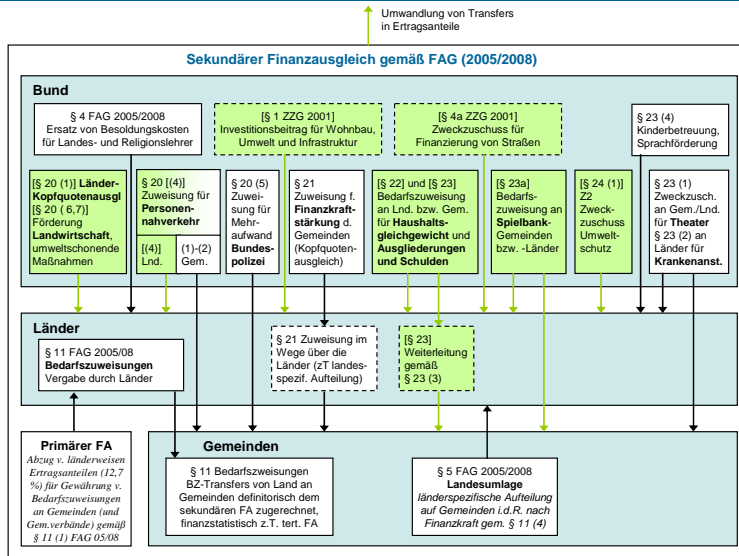 Umwandlung von Transfers
in Ertragsanteile
Sekundärer Finanzausgleich gemäß FAG (2005/2008)
Bund
§ 4 FAG 2005/2008
Ersatz von Besoldungskosten
für Landes- und Religionslehrer
[§ 1 ZZG 2001]
Investitionsbeitrag für Wohnbau,
Umwelt und Infrastruktur
[§ 4a ZZG 2001]
Zweckzuschuss für
Finanzierung von Straßen
§ 23 (4)
Kinderbetreuung,
Sprachförderung
[§ 20 (1)] Länder-
Kopfquotenausgl
[§ 20 ( 6,7)]
Förderung
Landwirtschaft,
umweltschonende
Maßnahmen
§ 20 [(4)]
Zuweisung für
Personen-
nahverkehr
[(4)]
Lnd.
(1)-(2)
Gem.
§ 20 (5)
Zuwei-
sung für
Mehr-
aufwand
Bundes-
polizei
§ 21
Zuweisung f.
Finanzkraft-
stärkung d.
Gemeinden
(Kopfquoten-
ausgleich)
[§ 22] und [§ 23]
Bedarfszuweisung
an Lnd. bzw. Gem.
für Haushalts-
gleichgewicht und
Ausgliederungen
und Schulden
[§ 23a]
Bedarfs-
zuweisung an
Spielbank-
Gemeinden
bzw. -Länder
[§ 24 (1)]
Z2
Zweck-
zuschuss
Umwelt-
schutz
§ 23 (1)
Zweckzusch.
an Gem./Lnd.
für Theater
§ 23 (2) an
Länder für
Krankenanst.
Länder
§ 11 FAG 2005/08
Bedarfszuweisungen
Vergabe durch Länder
§ 21 Zuweisung im
Wege über die
Länder (zT landes-
spezif. Aufteilung)
[§ 23]
Weiterleitung
gemäß
§ 23 (3)
Primärer FA
Abzug v. länderweisen
Ertragsanteilen (12,7
%) für Gewährung v.
Bedarfszuweisungen
an Gemeinden (und
Gem.verbände) gemäß
§ 11 (1) FAG 05/08
Gemeinden
§ 11 Bedarfszweisungen
BZ-Transfers von Land an
Gemeinden definitorisch dem
sekundären FA zugerechnet,
finanzstatistisch z.T. tert. FA
§ 5 FAG 2005/2008
Landesumlage
länderspezifische Aufteilung
auf Gemeinden i.d.R. nach
Finanzkraft gem. § 11 (4)